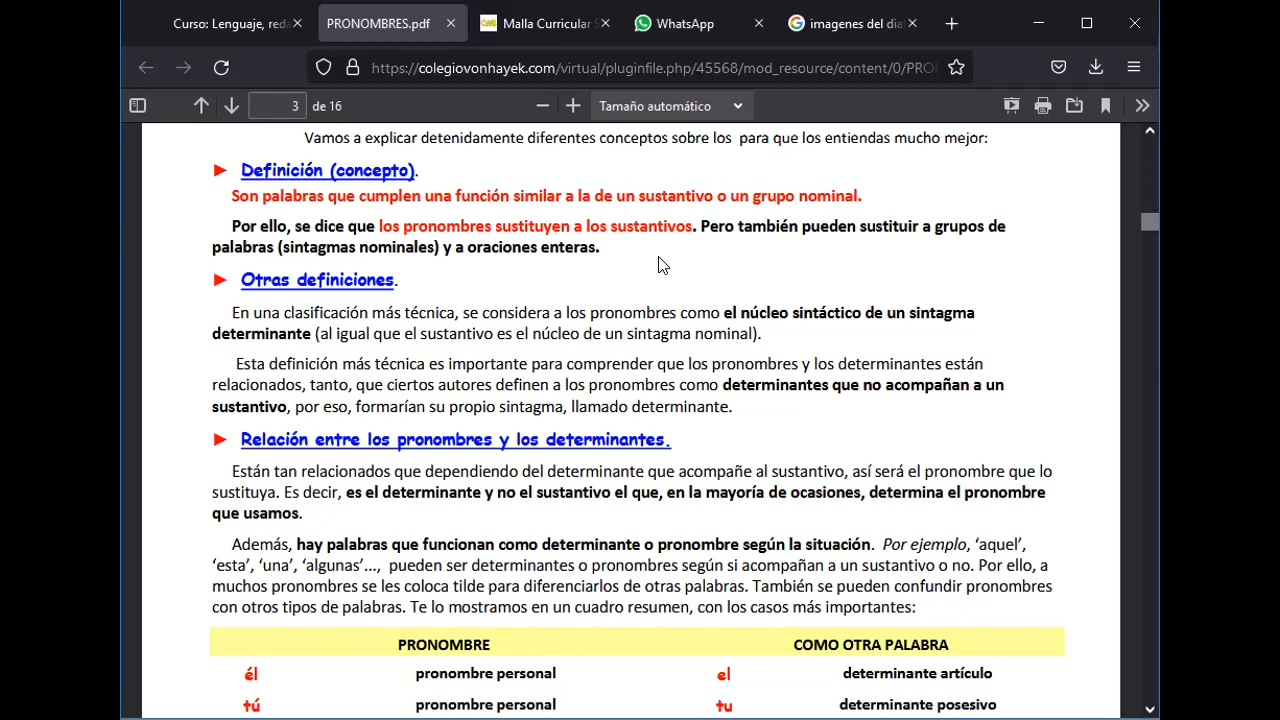 Curso: Lenguaje, reda
PRONOMBRES.pdf
Malla Curricular S
WhatsApp
imagenes del dia
https://colegiovonhayek.com/virtual/pluginfile.php/45568/mod_resource/content/0/PRO
3 de 16
Tamaño automático
Vamos a explicar detenidamente diferentes conceptos sobre los para que los entiendas mucho mejor:
► Definición (concepto).
Son palabras que cumplen una función similar a la de un sustantivo o un grupo nominal.
Por ello, se dice que los pronombres sustituyen a los sustantivos. Pero también pueden sustituir a grupos de
palabras (sintagmas nominales) y a oraciones enteras.
► Otras definiciones.
En una clasificación más técnica, se considera a los pronombres como el núcleo sintáctico de un sintagma
determinante (al igual que el sustantivo es el núcleo de un sintagma nominal).
Esta definición más técnica es importante para comprender que los pronombres y los determinantes están
relacionados, tanto, que ciertos autores definen a los pronombres como determinantes que no acompañan a un
sustantivo, por eso, formarían su propio sintagma, llamado determinante.
► Relación entre los pronombres y los determinantes.
Están tan relacionados que dependiendo del determinante que acompañe al sustantivo, así será el pronombre que lo
sustituya. Es decir, es el determinante y no el sustantivo el que, en la mayoría de ocasiones, determina el pronombre
que usamos.
Además, hay palabras que funcionan como determinante o pronombre según la situación. Por ejemplo, ‘aquel’,
‘esta’, ‘una’, ‘algunas’..., pueden ser determinantes o pronombres según si acompañan a un sustantivo o no. Por ello, a
muchos pronombres se les coloca tilde para diferenciarlos de otras palabras. También se pueden confundir pronombres
con otros tipos de palabras. Te lo mostramos en un cuadro resumen, con los casos más importantes:
PRONOMBRE COMO OTRA PALABRA
él pronombre personal el determinante artículo
tú pronombre personal tu determinante posesivo